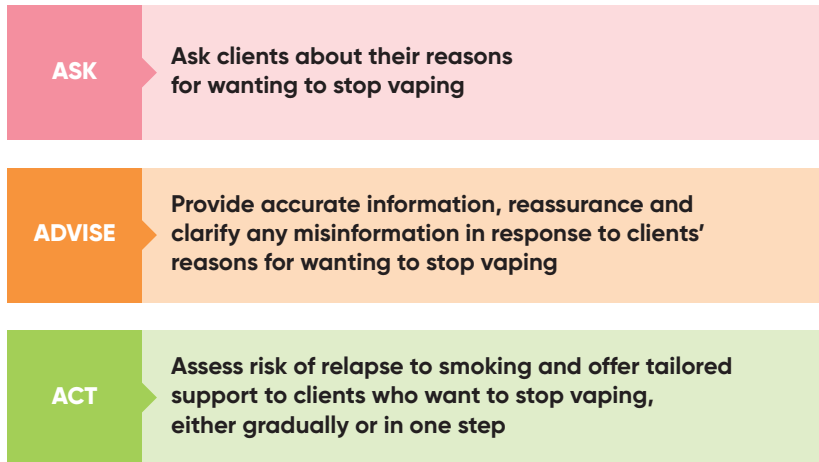 ASK
Ask clients about their reasons
for wanting to stop vaping
ADVISE
Provide accurate information, reassurance and
clarify any misinformation in response to clients’
reasons for wanting to stop vaping
ACT
Assess risk of relapse to smoking and offer tailored
support to clients who want to stop vaping,
either gradually or in one step